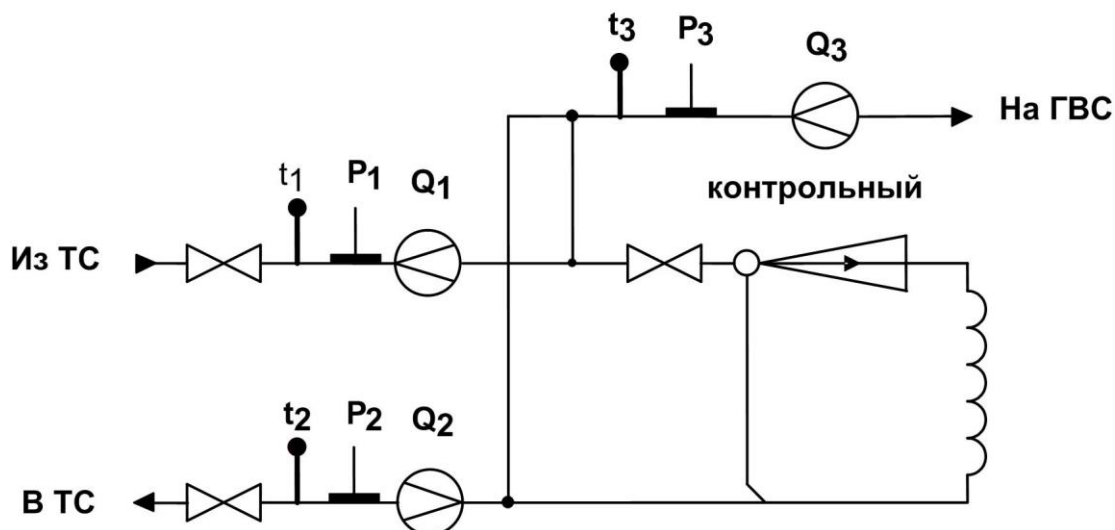 t3 P3 Q3
На ГВС
t1 P1 Q1
контрольный
Из ТС
t2 P2 Q2
В ТС